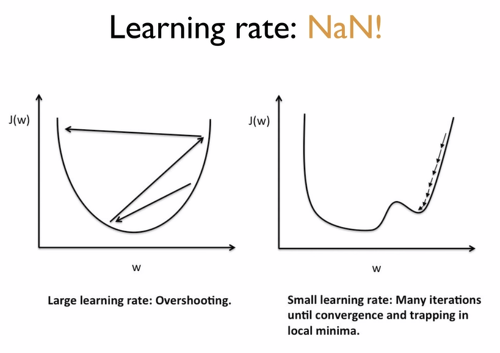 Learning rate: NaN!
J(w)
w
Large learning rate: Overshooting.
J(w)
w
Small learning rate: Many iterations
until convergence and trapping in
local minima.